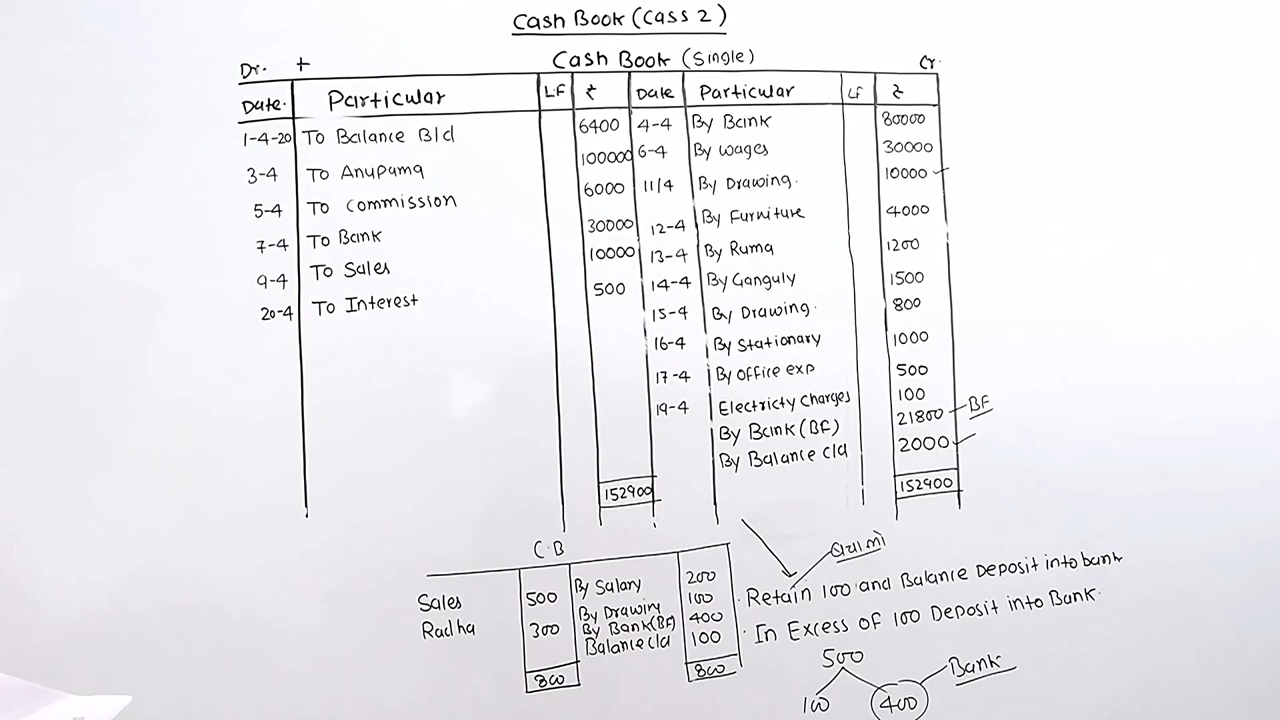 Cash Book (Cass 2)
Dr. + Cash Book (Single) Cr.
Date. Particular LF ₹ Date Particular LF ₹
1-4-20 To Balance B/d 6400 4-4 By Bank 80000
3-4 To Anupama 100000 6-4 By wages 30000
5-4 To Commission 6000 11/4 By Drawing. 10000
7-4 To Bank 30000 12-4 By Furniture 4000
9-4 To Sales 10000 13-4 By Ruma 1200
20-4 To Interest 500 14-4 By Ganguly 1500
15-4 By Drawing. 800
16-4 By Stationary 1000
17-4 By office exp 500
19-4 Electricty Charges 100
By Bank (BF) 21800 BF
By Balance c/d 2000
152900 152900
C.B
Sales 500 By Salary 200
By Drawing 100
Radha 300 By Bank(BF) 400
Balance c/d 100
800 800
· Retain 100 and Balance Deposit into bank
· In Excess of 100 Deposit into Bank.
500
100 400 Bank